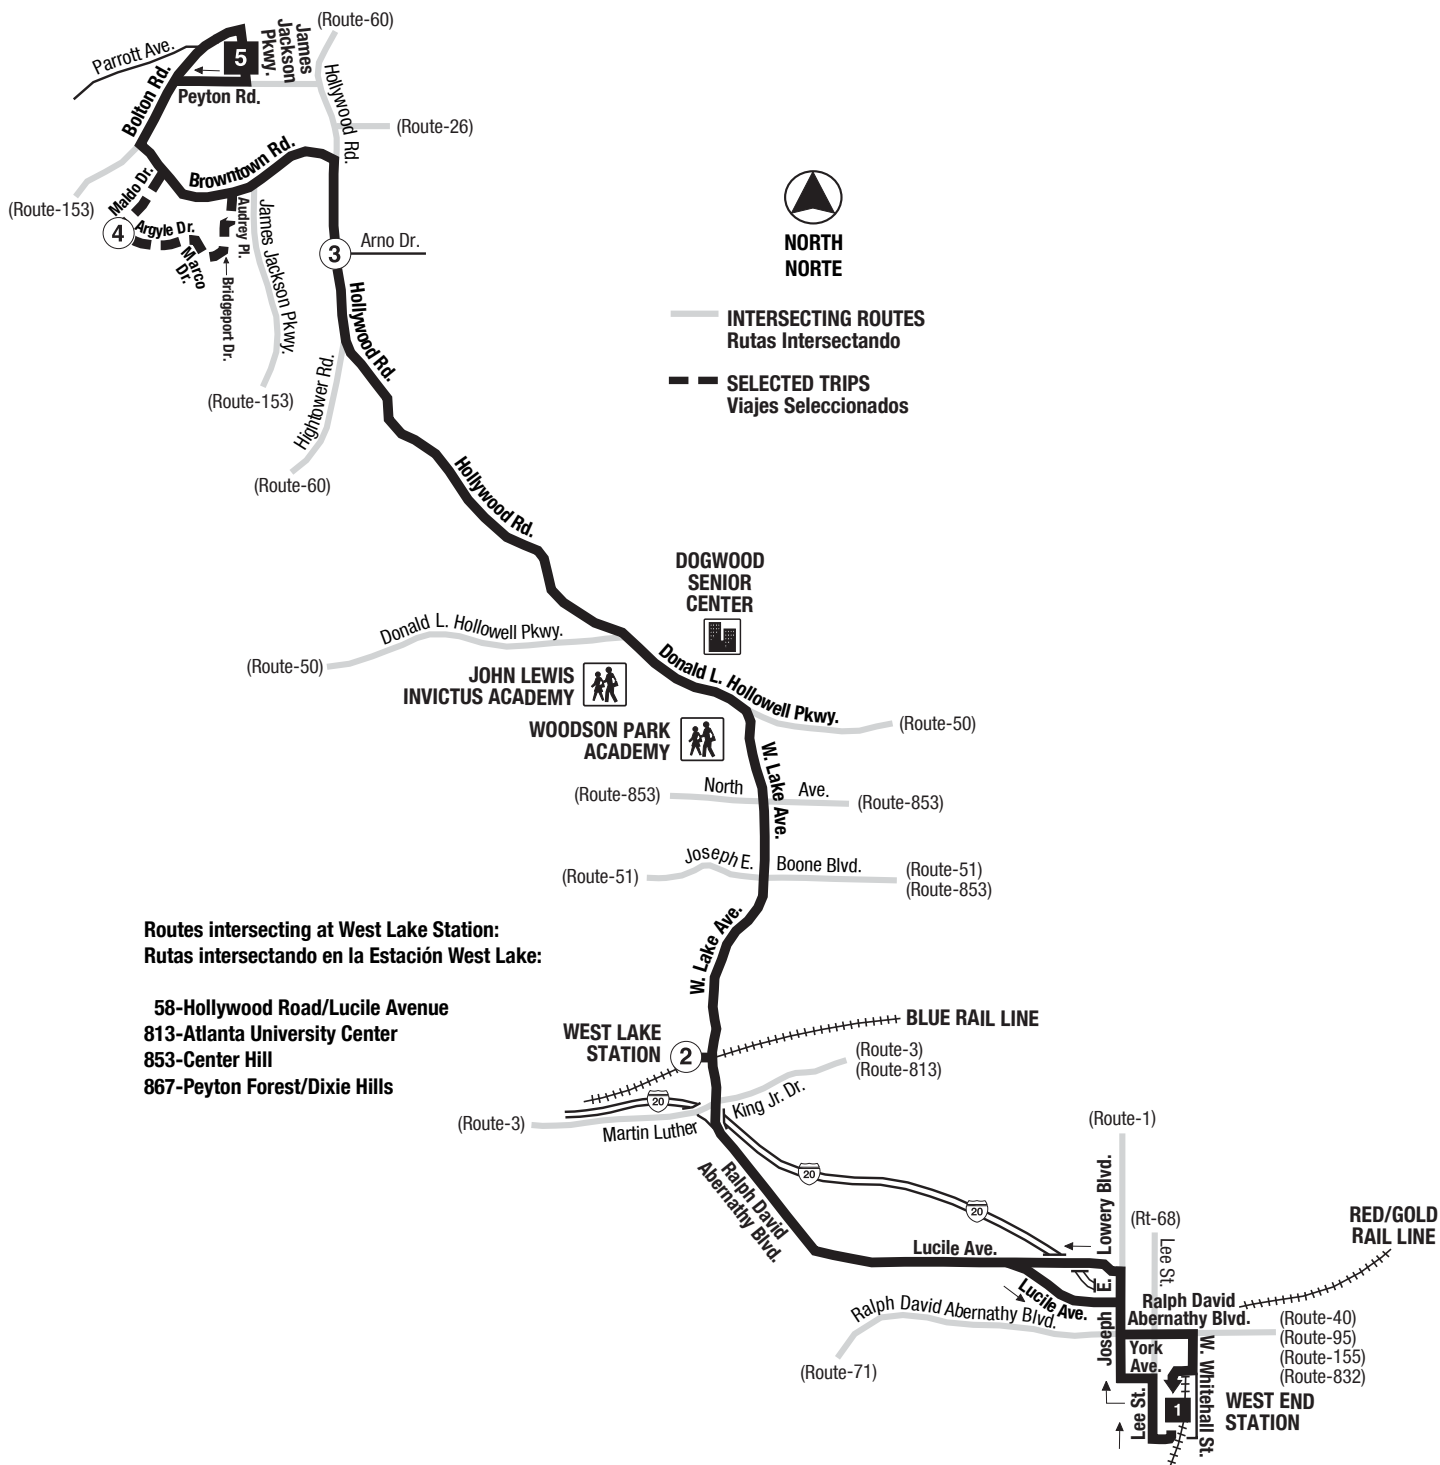 (Route-60)
James
Jackson
Pkwy.
Parrott Ave.
5
Bolton Rd.
Peyton Rd.
Hollywood Rd.
(Route-26)
Browntown Rd.
Maldo Dr.
(Route-153)
4
Argyle Dr.
Marco
Dr.
Audrey Pl.
Bridgeport Dr.
James Jackson Pkwy.
3
Arno Dr.
NORTH
NORTE
Hollywood Rd.
INTERSECTING ROUTES
Rutas Intersectando
SELECTED TRIPS
Viajes Seleccionados
(Route-153)
Hightower Rd.
(Route-60)
Hollywood Rd.
DOGWOOD
SENIOR
CENTER
Donald L. Hollowell Pkwy.
(Route-50)
JOHN LEWIS
INVICTUS ACADEMY
Donald L. Hollowell Pkwy.
(Route-50)
WOODSON PARK
ACADEMY
W. Lake Ave.
(Route-853)
North Ave.
(Route-853)
(Route-51)
Joseph E. Boone Blvd.
(Route-51)
(Route-853)
W. Lake Ave.
Routes intersecting at West Lake Station:
Rutas intersectando en la Estación West Lake:
58-Hollywood Road/Lucile Avenue
813-Atlanta University Center
853-Center Hill
867-Peyton Forest/Dixie Hills
WEST LAKE
STATION
2
BLUE RAIL LINE
(Route-3)
(Route-813)
20
(Route-3)
Martin Luther King Jr. Dr.
Ralph David
Abernathy Blvd.
20
20
(Route-1)
Joseph E. Lowery Blvd.
(Rt-68)
Lee St.
RED/GOLD
RAIL LINE
Lucile Ave.
Lucile Ave.
Ralph David Abernathy Blvd.
(Route-71)
Ralph David
Abernathy Blvd.
(Route-40)
(Route-95)
(Route-155)
(Route-832)
York
Ave.
W. Whitehall St.
Lee St.
1
WEST END
STATION